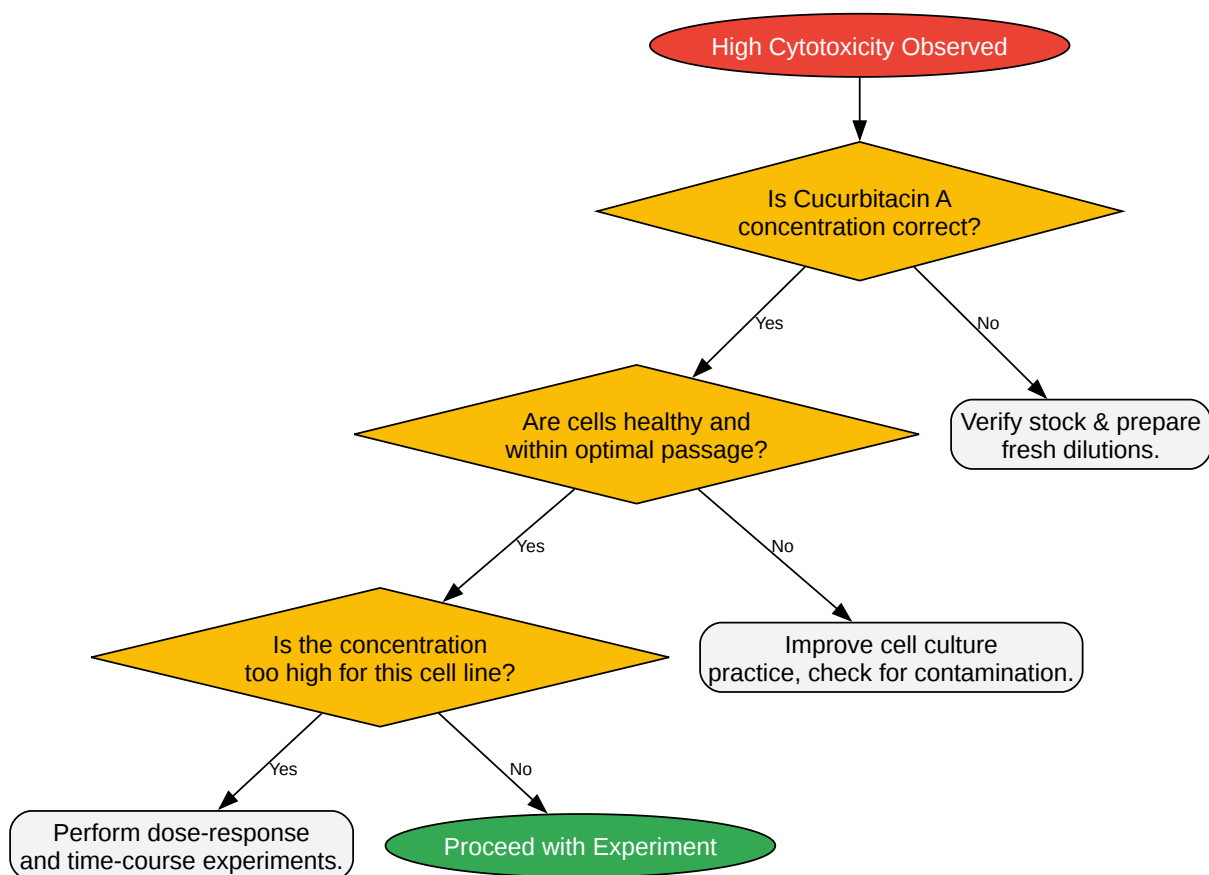 High Cytotoxicity Observed
Is Cucurbitacin A
concentration correct?
Yes
No
Are cells healthy and
within optimal passage?
Verify stock & prepare
fresh dilutions.
Yes
No
Is the concentration
too high for this cell line?
Improve cell culture
practice, check for contamination.
Yes
No
Perform dose-response
and time-course experiments.
Proceed with Experiment